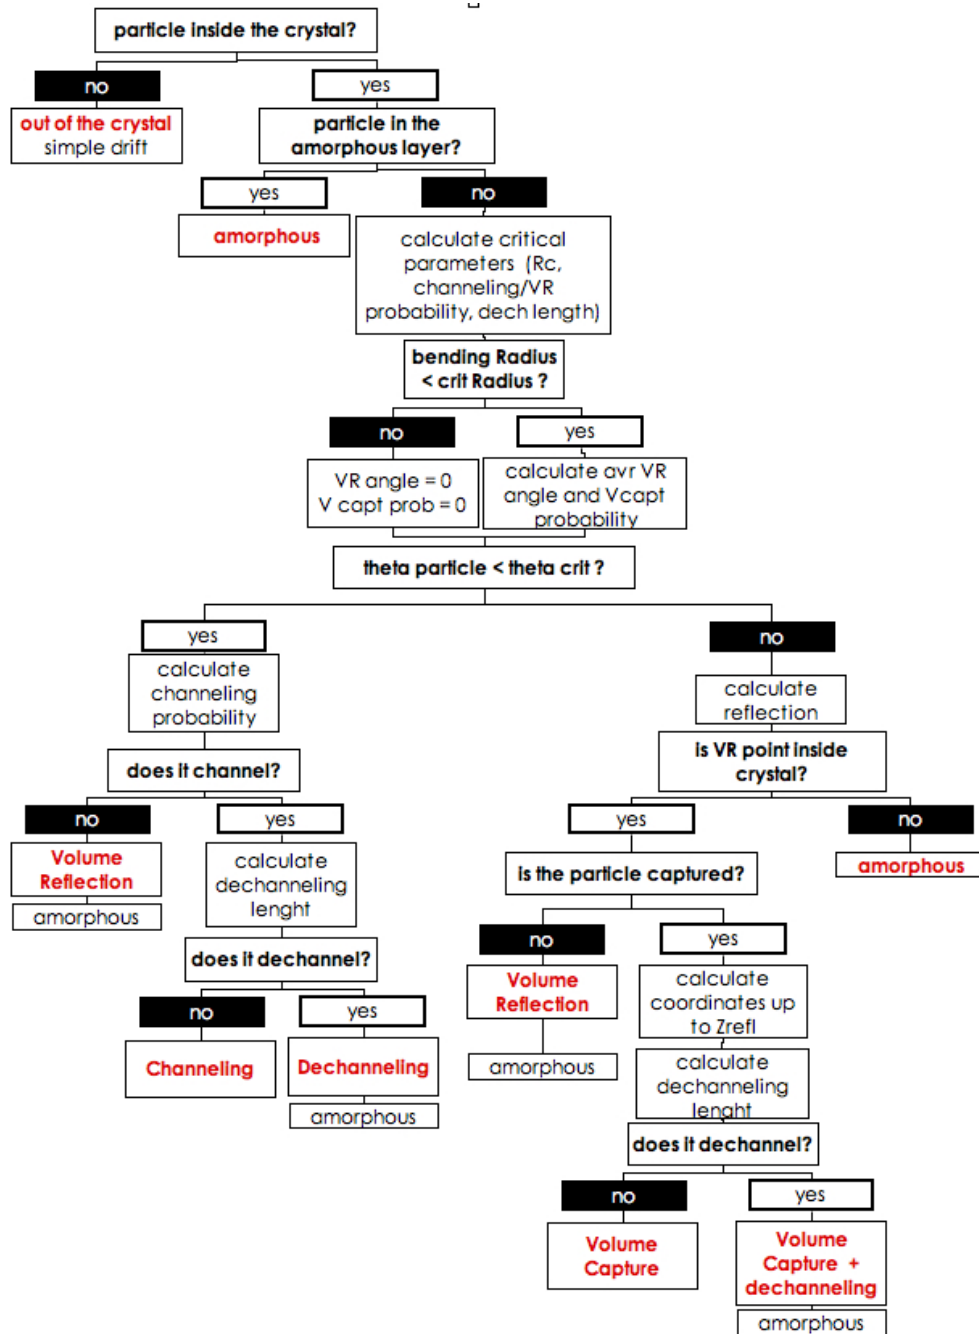 particle inside the crystal?
no
yes
out of the crystal
simple drift
particle in the
amorphous layer?
yes
no
amorphous
calculate critical
parameters (Rc,
channeling/VR
probability, dech length)
bending Radius
< crit Radius ?
no
yes
VR angle = 0
V capt prob = 0
calculate avr VR
angle and Vcapt
probability
theta particle < theta crit ?
yes
no
calculate
channeling
probability
calculate
reflection
does it channel?
is VR point inside
crystal?
no
yes
yes
no
Volume
Reflection
amorphous
calculate
dechanneling
lenght
is the particle captured?
amorphous
does it dechannel?
no
yes
no
yes
Volume
Reflection
amorphous
calculate
coordinates up
to Zrefl
Channeling
Dechanneling
amorphous
calculate
dechanneling
lenght
does it dechannel?
no
yes
Volume
Capture
Volume
Capture +
dechanneling
amorphous